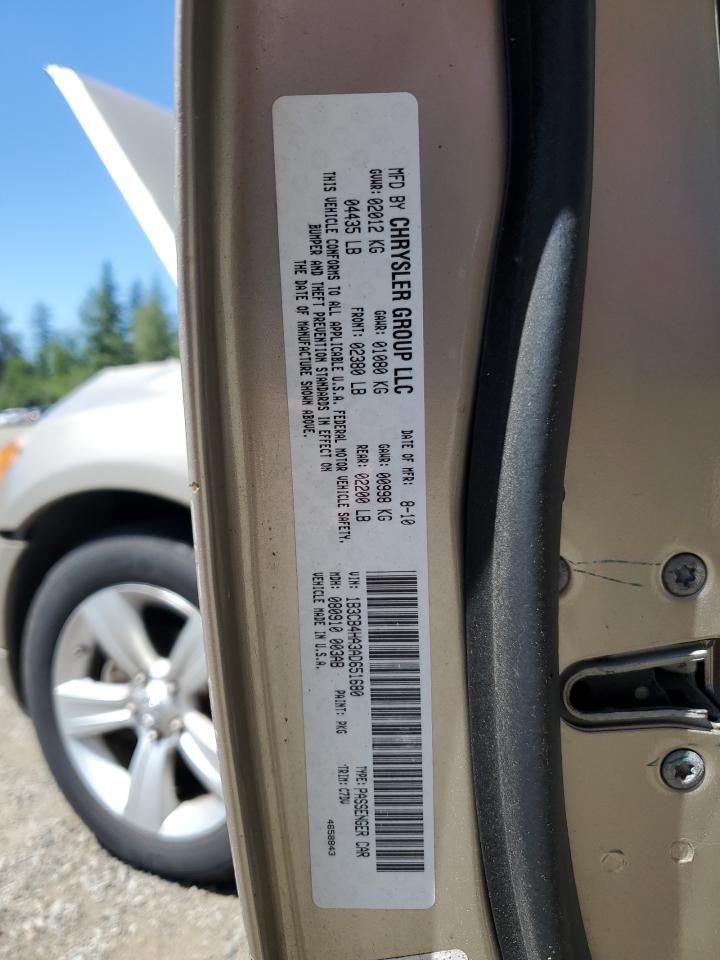 MFD BY CHRYSLER GROUP LLC DATE OF MFR: 8-10
GVWR: 02012 KG GAWR: 01080 KG GAWR: 00998 KG
04435 LB FRONT: 02380 LB REAR: 02200 LB
THIS VEHICLE CONFORMS TO ALL APPLICABLE U.S.A. FEDERAL MOTOR VEHICLE SAFETY,
BUMPER AND THEFT PREVENTION STANDARDS IN EFFECT ON
THE DATE OF MANUFACTURE SHOWN ABOVE.
VIN: 1B3CB4HA3AD651680 TYPE: PASSENGER CAR
MDH: 080910 003AB PAINT: PKG TRIM: C7DV
VEHICLE MADE IN U.S.A. 4658843